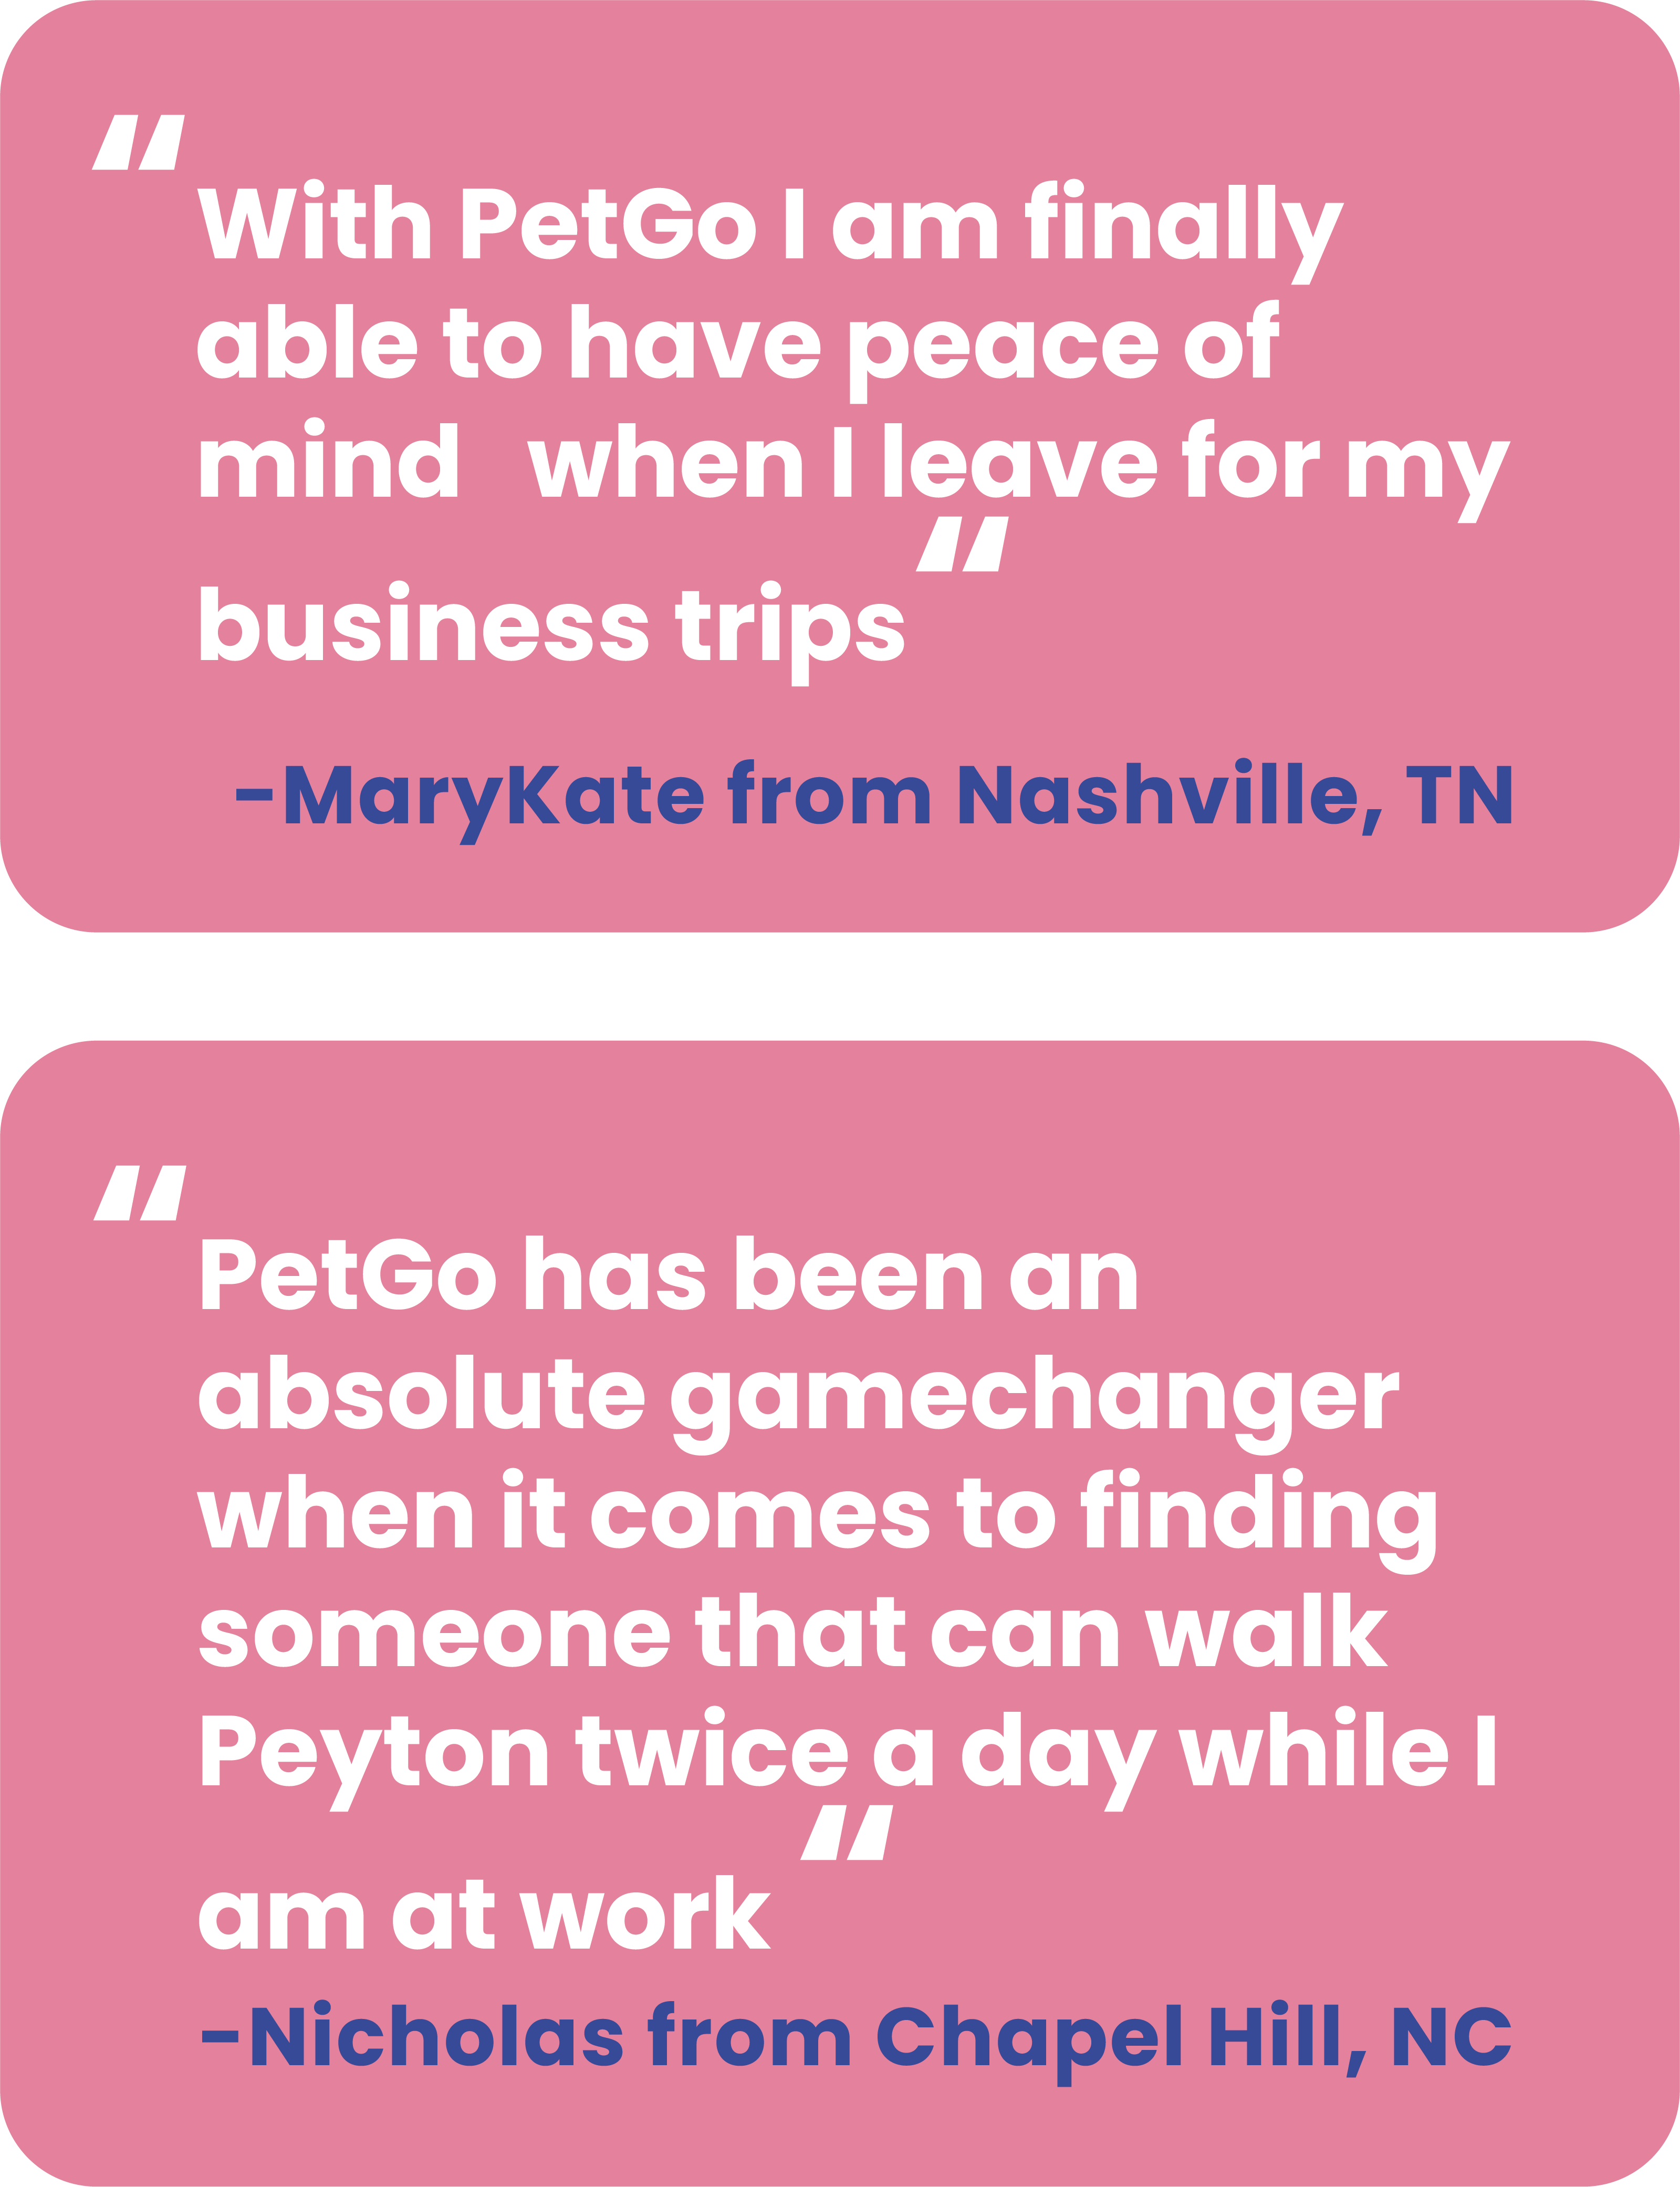 “With PetGo I am finally
able to have peace of
mind  when I leave for my
business trips“
–MaryKate from Nashville, TN
“PetGo has been an
absolute gamechanger
when it comes to finding
someone that can walk
Peyton twice a day while I
am at work“
–Nicholas from Chapel Hill, NC